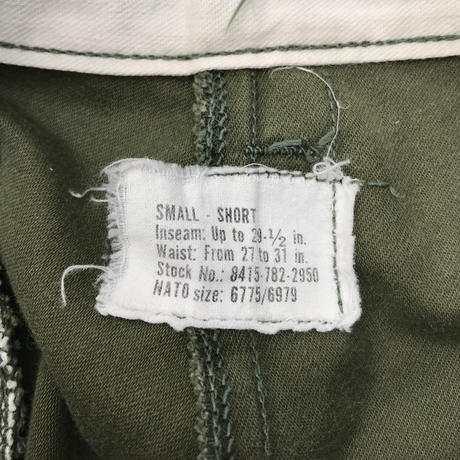 SMALL - SHORT
Inseam: Up to 29-1/2 in.
Waist: From 27 to 31 in.
Stock No.: 8415-782-2950
NATO size: 6775/6979